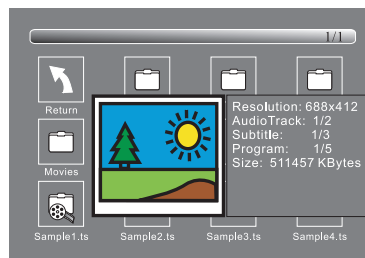 1/1
Return
Resolution: 688x412
AudioTrack: 1/2
Subtitle: 1/3
Program: 1/5
Size: 511457 KBytes
Movies
Sample1.ts
Sample2.ts
Sample3.ts
Sample4.ts